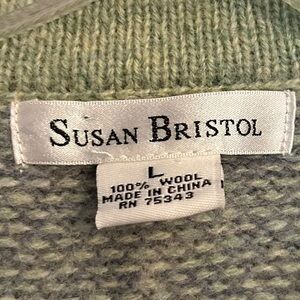 SUSAN BRISTOL
L
100% WOOL
MADE IN CHINA
RN 75343